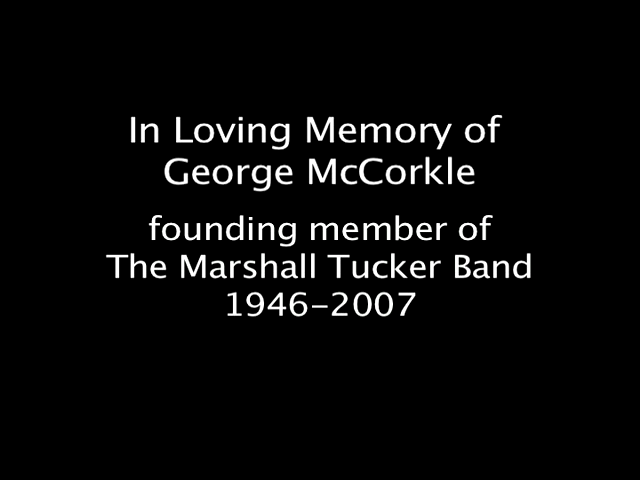 In Loving Memory of
George McCorkle
founding member of
The Marshall Tucker Band
1946-2007